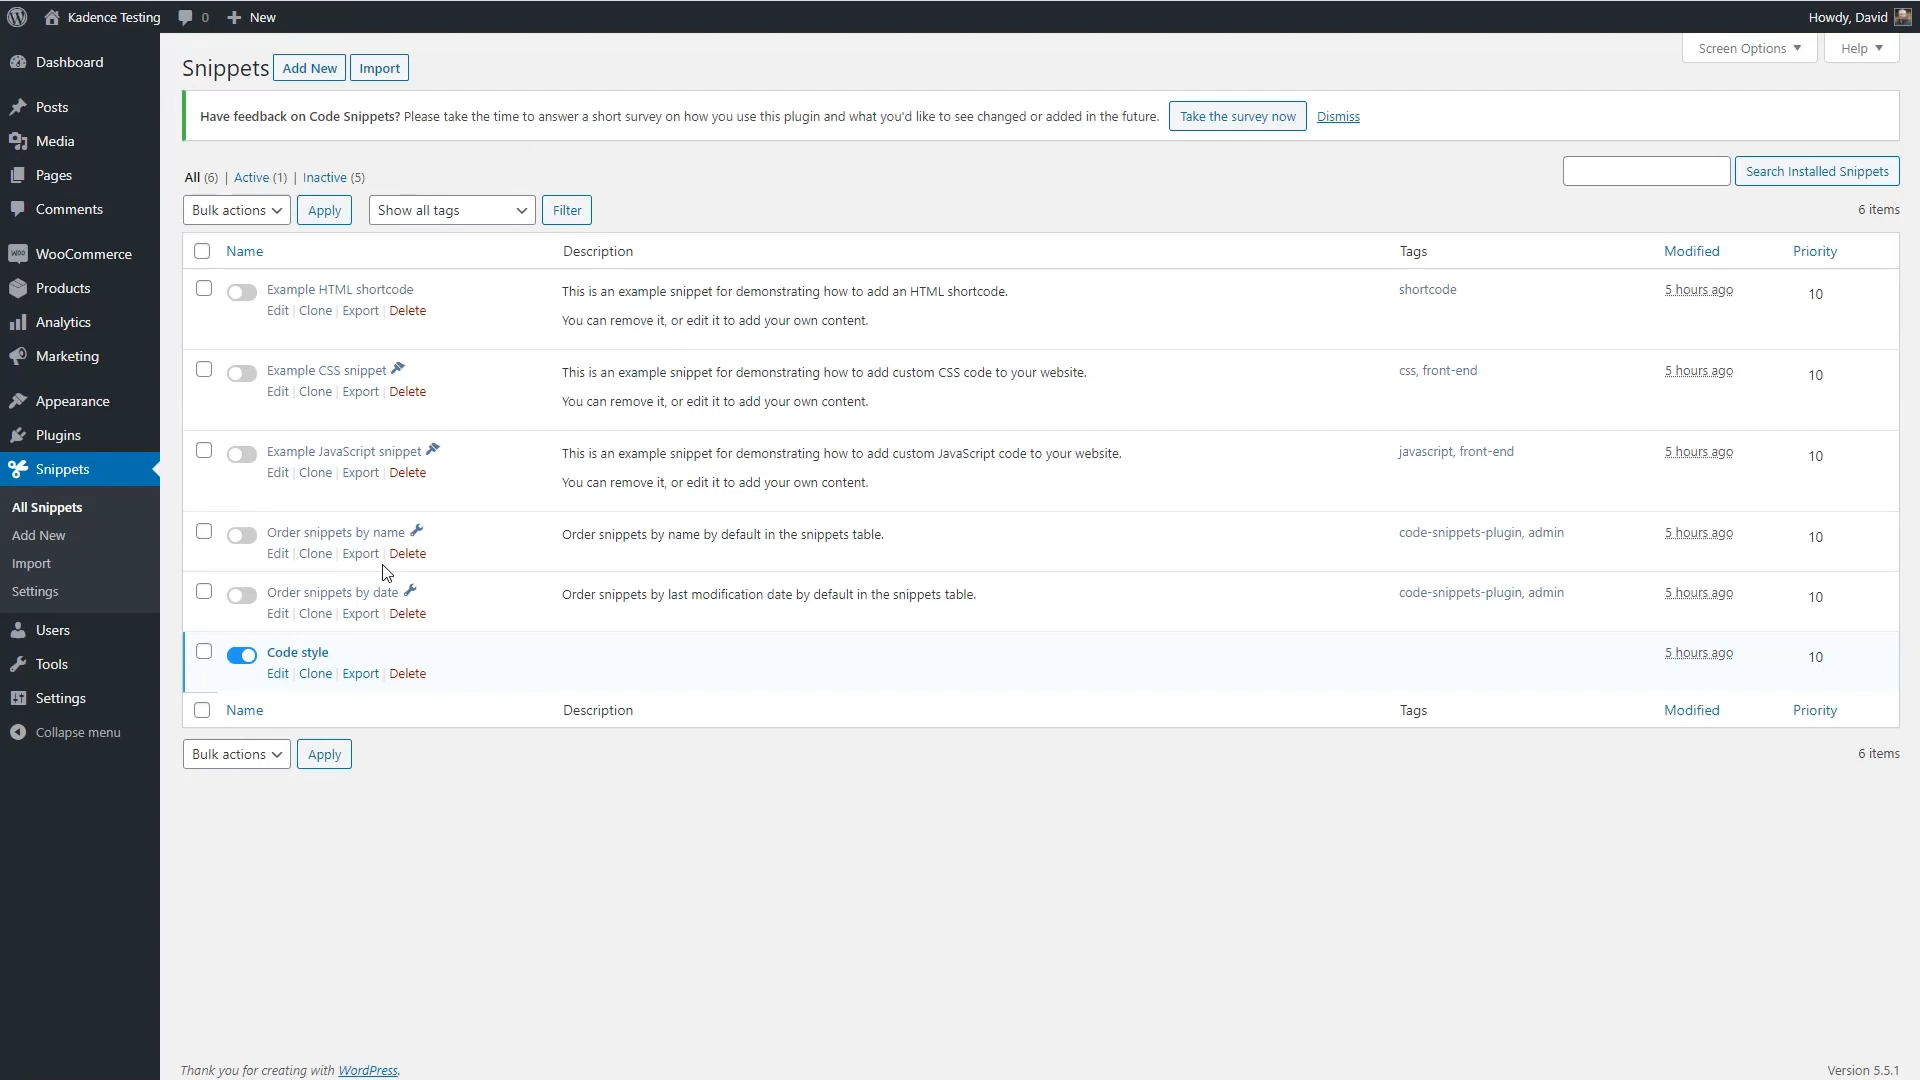 Kadence Testing 0 New Howdy, David
Screen Options Help
Dashboard
Posts
Media
Pages
Comments
WooCommerce
Products
Analytics
Marketing
Appearance
Plugins
Snippets
All Snippets
Add New
Import
Settings
Users
Tools
Settings
Collapse menu
Snippets Add New Import
Have feedback on Code Snippets? Please take the time to answer a short survey on how you use this plugin and what you'd like to see changed or added in the future. Take the survey now Dismiss
All (6) | Active (1) | Inactive (5)
Search Installed Snippets
Bulk actions Apply Show all tags Filter 6 items
Name Description Tags Modified Priority
Example HTML shortcode This is an example snippet for demonstrating how to add an HTML shortcode. shortcode 5 hours ago 10
Edit | Clone | Export | Delete You can remove it, or edit it to add your own content.
Example CSS snippet This is an example snippet for demonstrating how to add custom CSS code to your website. css, front-end 5 hours ago 10
Edit | Clone | Export | Delete You can remove it, or edit it to add your own content.
Example JavaScript snippet This is an example snippet for demonstrating how to add custom JavaScript code to your website. javascript, front-end 5 hours ago 10
Edit | Clone | Export | Delete You can remove it, or edit it to add your own content.
Order snippets by name Order snippets by name by default in the snippets table. code-snippets-plugin, admin 5 hours ago 10
Edit | Clone | Export | Delete
Order snippets by date Order snippets by last modification date by default in the snippets table. code-snippets-plugin, admin 5 hours ago 10
Edit | Clone | Export | Delete
Code style 5 hours ago 10
Edit | Clone | Export | Delete
Name Description Tags Modified Priority
Bulk actions Apply 6 items
Thank you for creating with WordPress. Version 5.5.1